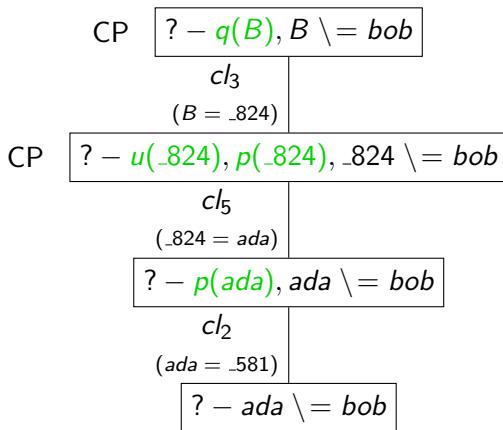 CP ? − q(B), B \= bob
cl₃
(B = _824)
CP ? − u(_824), p(_824), _824 \= bob
cl₅
(_824 = ada)
? − p(ada), ada \= bob
cl₂
(ada = _581)
? − ada \= bob